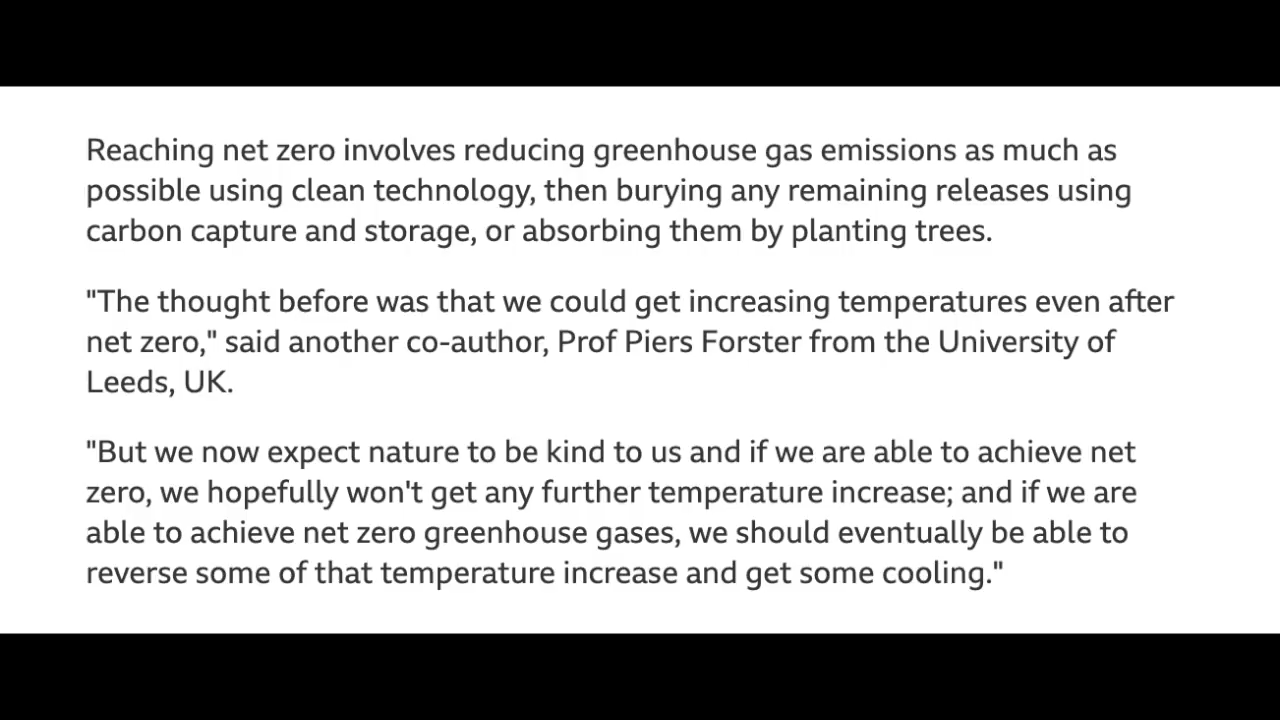 Reaching net zero involves reducing greenhouse gas emissions as much as
possible using clean technology, then burying any remaining releases using
carbon capture and storage, or absorbing them by planting trees.
"The thought before was that we could get increasing temperatures even after
net zero," said another co-author, Prof Piers Forster from the University of
Leeds, UK.
"But we now expect nature to be kind to us and if we are able to achieve net
zero, we hopefully won't get any further temperature increase; and if we are
able to achieve net zero greenhouse gases, we should eventually be able to
reverse some of that temperature increase and get some cooling."